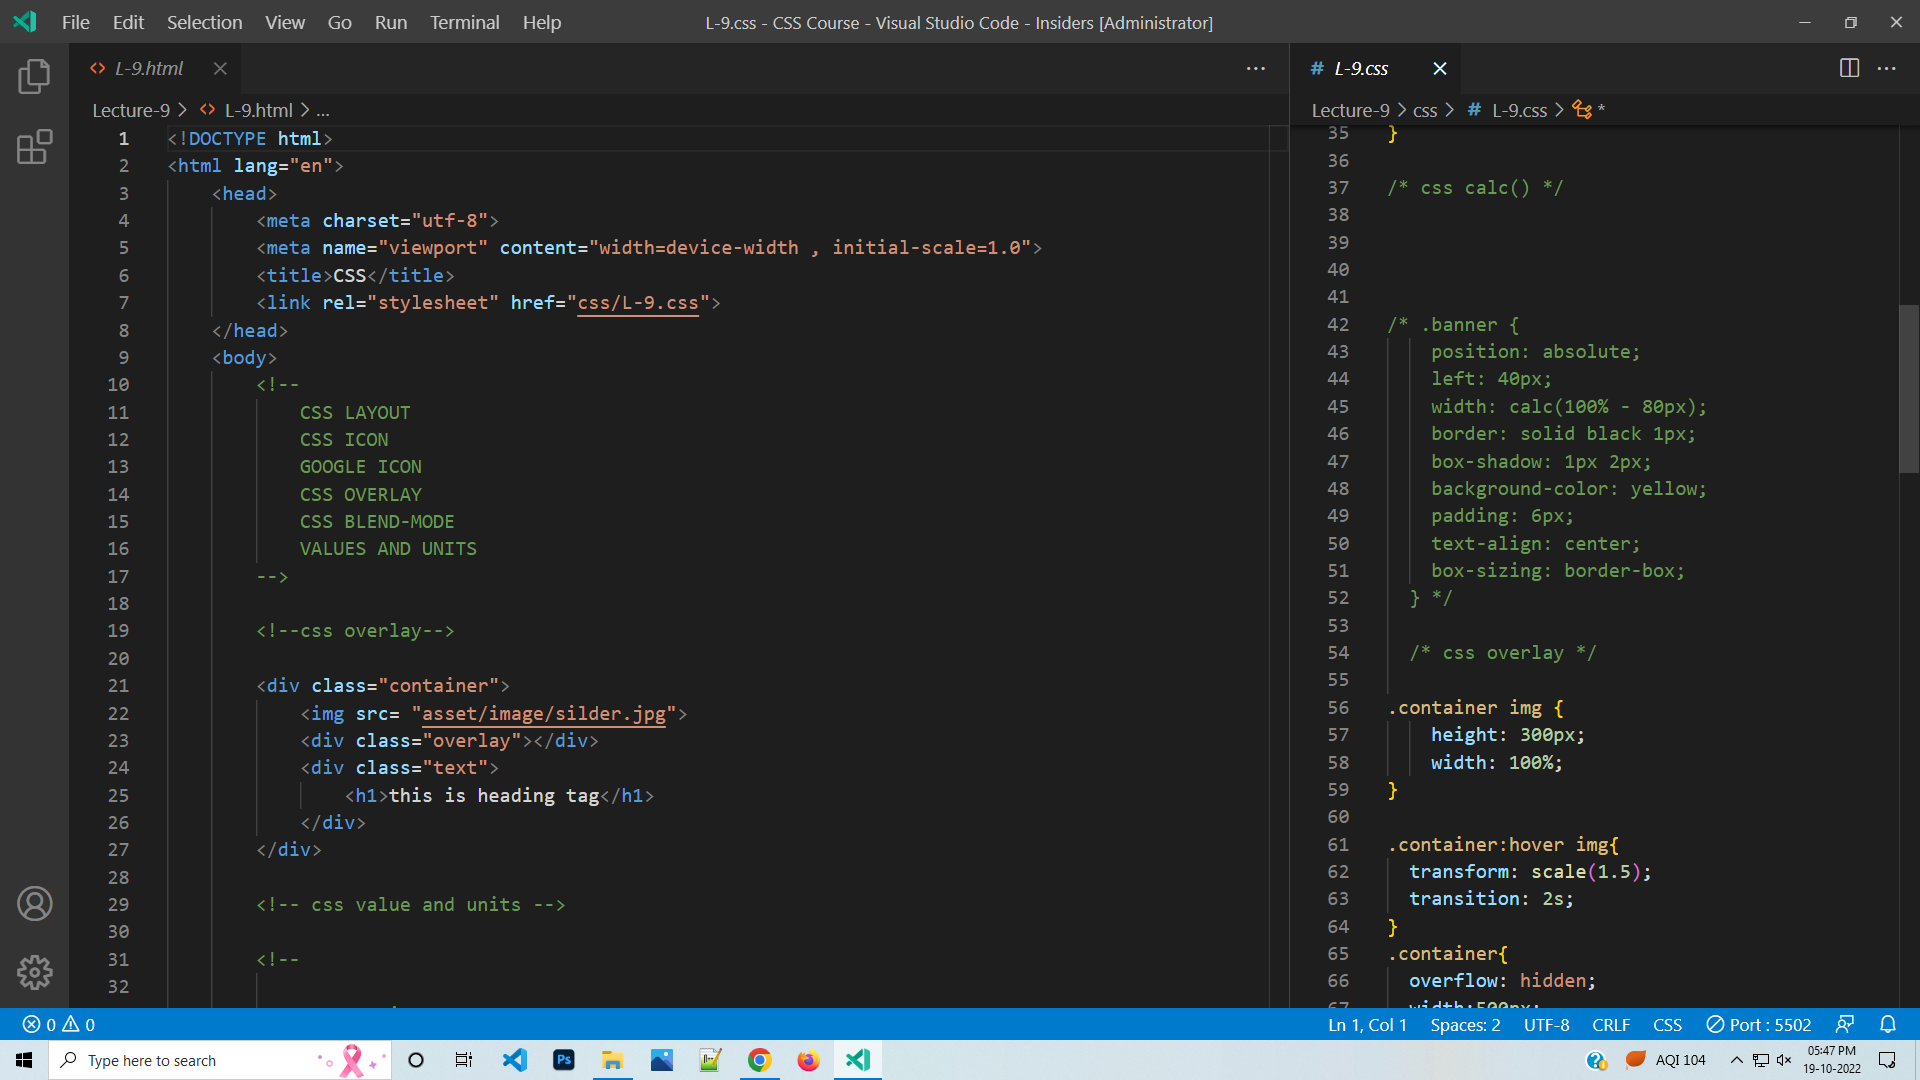 File Edit Selection View Go Run Terminal Help
L-9.css - CSS Course - Visual Studio Code - Insiders [Administrator]
L-9.html
Lecture-9 > L-9.html > ...
1 <!DOCTYPE html>
2 <html lang="en">
3 <head>
4 <meta charset="utf-8">
5 <meta name="viewport" content="width=device-width , initial-scale=1.0">
6 <title>CSS</title>
7 <link rel="stylesheet" href="css/L-9.css">
8 </head>
9 <body>
10 <!--
11 CSS LAYOUT
12 CSS ICON
13 GOOGLE ICON
14 CSS OVERLAY
15 CSS BLEND-MODE
16 VALUES AND UNITS
17 -->
18
19 <!--css overlay-->
20
21 <div class="container">
22 <img src= "asset/image/silder.jpg">
23 <div class="overlay"></div>
24 <div class="text">
25 <h1>this is heading tag</h1>
26 </div>
27 </div>
28
29 <!-- css value and units -->
30
31 <!--
32
L-9.css
Lecture-9 > css > # L-9.css > *
35 }
36
37 /* css calc() */
38
39
40
41
42 /* .banner {
43 position: absolute;
44 left: 40px;
45 width: calc(100% - 80px);
46 border: solid black 1px;
47 box-shadow: 1px 2px;
48 background-color: yellow;
49 padding: 6px;
50 text-align: center;
51 box-sizing: border-box;
52 } */
53
54 /* css overlay */
55
56 .container img {
57 height: 300px;
58 width: 100%;
59 }
60
61 .container:hover img{
62 transform: scale(1.5);
63 transition: 2s;
64 }
65 .container{
66 overflow: hidden;
67 width:500px;
0 0
Ln 1, Col 1 Spaces: 2 UTF-8 CRLF CSS Port : 5502
Type here to search
Ps
AQI 104
05:47 PM
19-10-2022